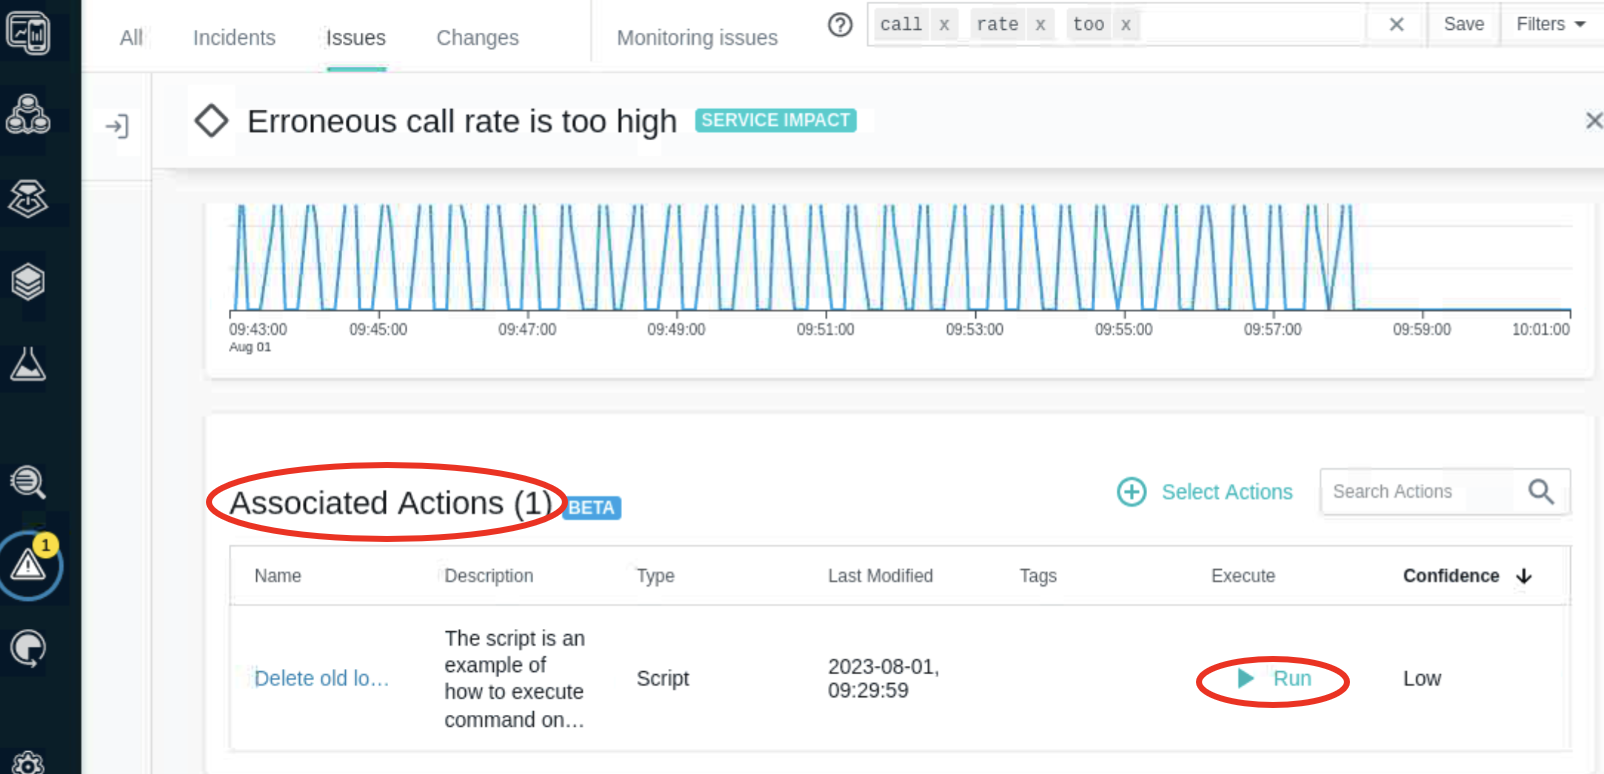 All Incidents Issues Changes Monitoring issues ? call x rate x too x × Save Filters
Erroneous call rate is too high SERVICE IMPACT
09:43:00 09:45:00 09:47:00 09:49:00 09:51:00 09:53:00 09:55:00 09:57:00 09:59:00 10:01:00
Aug 01
Associated Actions (1) BETA Select Actions Search Actions
Name Description Type Last Modified Tags Execute Confidence
Delete old lo...
The script is an
example of
how to execute
command on...
Script
2023-08-01,
09:29:59
Run
Low
1